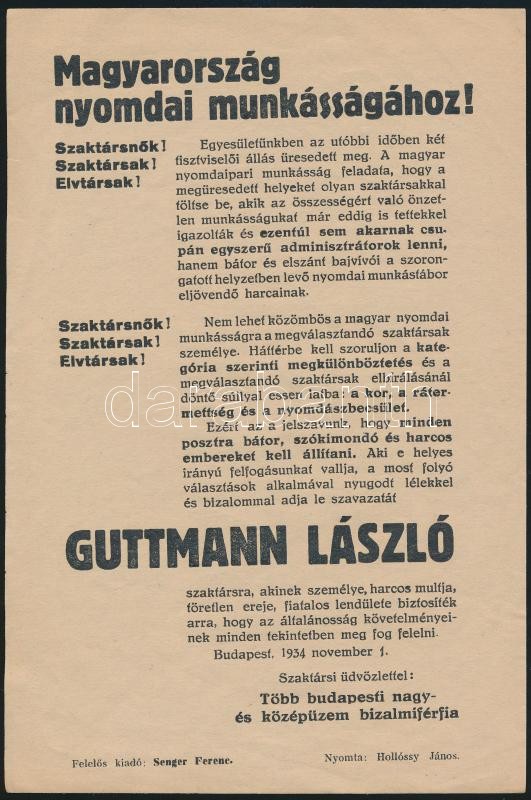 Magyarország
nyomdai munkásságához!
Szaktársnők!
Szaktársak!
Elvtársak!
Egyesületünkben az utóbbi időben két
tisztviselői állás üresedett meg. A magyar
nyomdaipari munkásság feladata, hogy a
megüresedett helyeket olyan szaktársakkal
töltse be, akik az összességért való önzet-
len munkásságukat már eddig is tettekkel
igazolták és ezentúl sem akarnak csu-
pán egyszerű adminisztrátorok lenni,
hanem bátor és elszánt bajvívói a szoron-
gatott helyzetben levő nyomdai munkástábor
eljövendő harcainak.
Szaktársnők!
Szaktársak!
Elvtársak!
Nem lehet közömbös a magyar nyomdai
munkásságra a megválasztandó szaktársak
személye. Háttérbe kell szoruljon a kate-
gória szerinti megkülönböztetés és a
megválasztandó szaktársak elbírálásánál
döntő súllyal essen latba a kor, a ráter-
mettség és a nyomdászbecsület.
Ezért az a jelszavunk, hogy minden
posztra bátor, szókimondó és harcos
embereket kell állítani. Aki e helyes
irányú felfogásunkat vallja, a most folyó
választások alkalmával nyugodt lélekkel
és bizalommal adja le szavazatát
GUTTMANN LÁSZLÓ
szaktársra, akinek személye, harcos multja,
töretlen ereje, fiatalos lendülete biztosíték
arra, hogy az általánosság követelményei-
nek minden tekintetben meg fog felelni.
Budapest, 1934 november 1.
Szaktársi üdvözlettel:
Több budapesti nagy-
és középüzem bizalmiférfia
Felelős kiadó: Senger Ferenc.
Nyomta: Hollóssy János.
darabanth